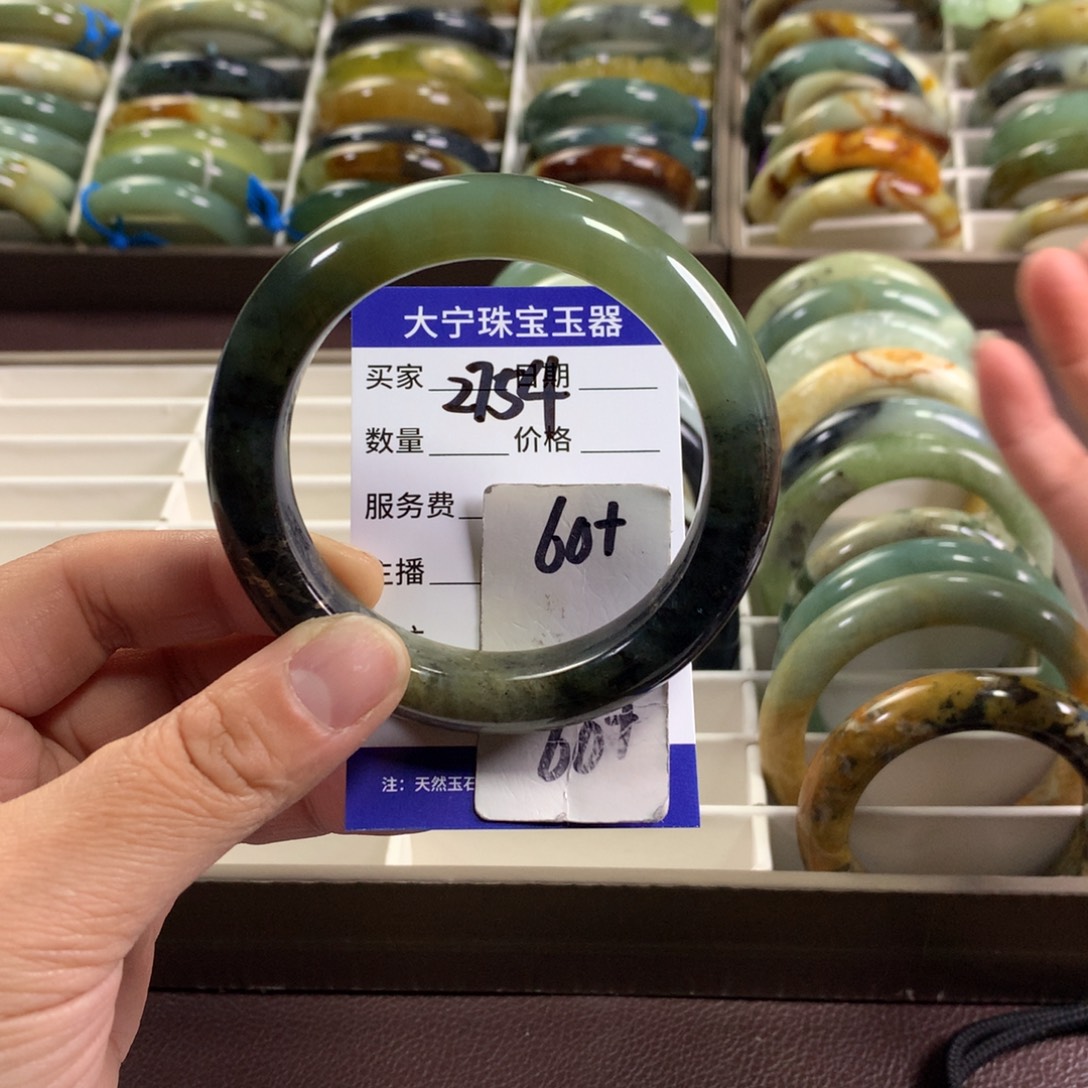 大宁珠宝玉器
买家 日期
2754
数量 价格
服务费
60+
主播
60+
注：天然玉石